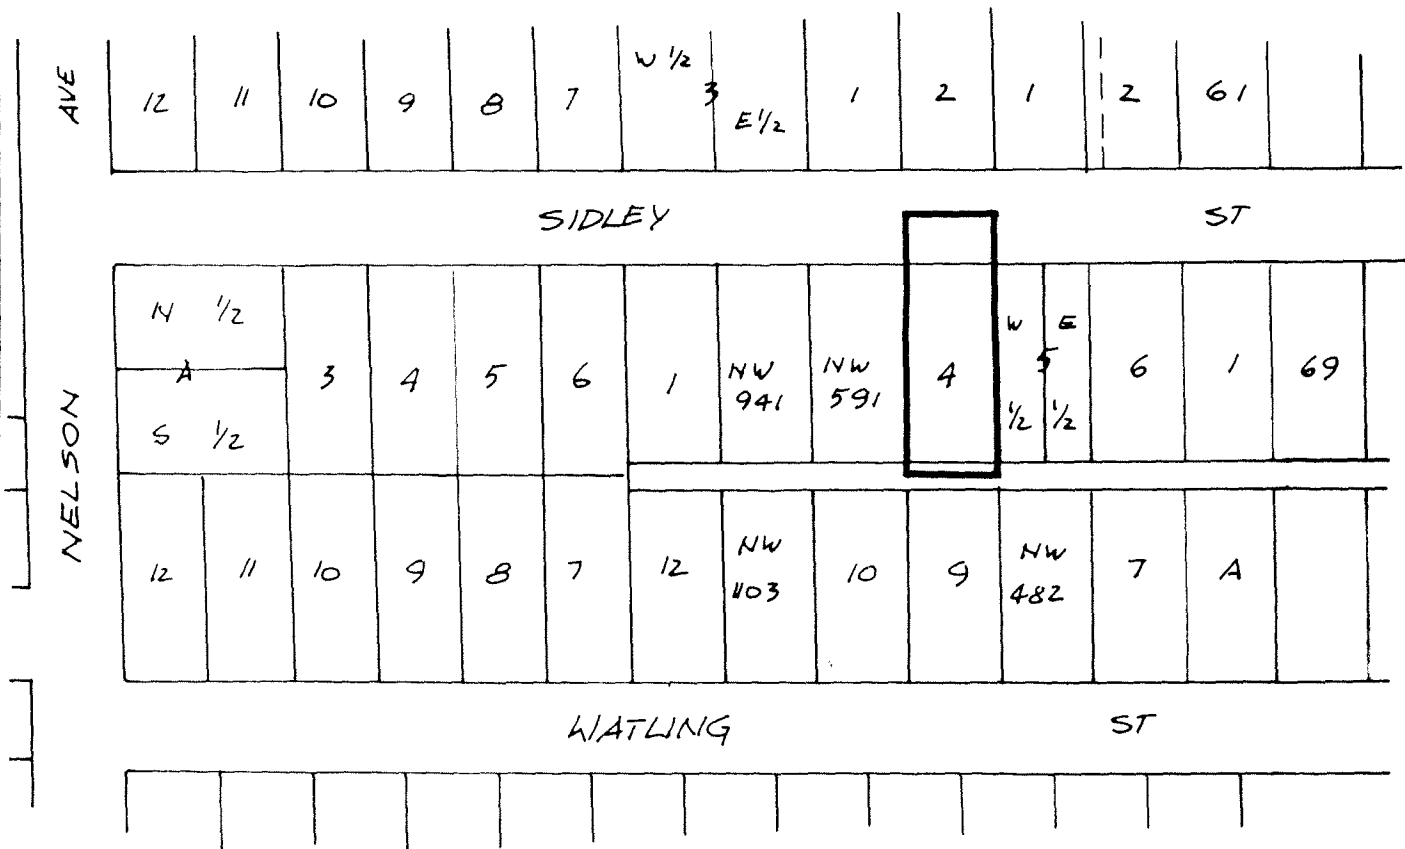 AVE
W 1/2
12 11 10 9 8 7 3 1 2 1 2 61
E 1/2
SIDLEY ST
N 1/2
A
S 1/2
3 4 5 6 1 NW 941 NW 591 4 W 1/2 5 E 1/2 6 1 69
NELSON
12 11 10 9 8 7 12 NW 1103 10 9 NW 482 7 A
WATLING ST